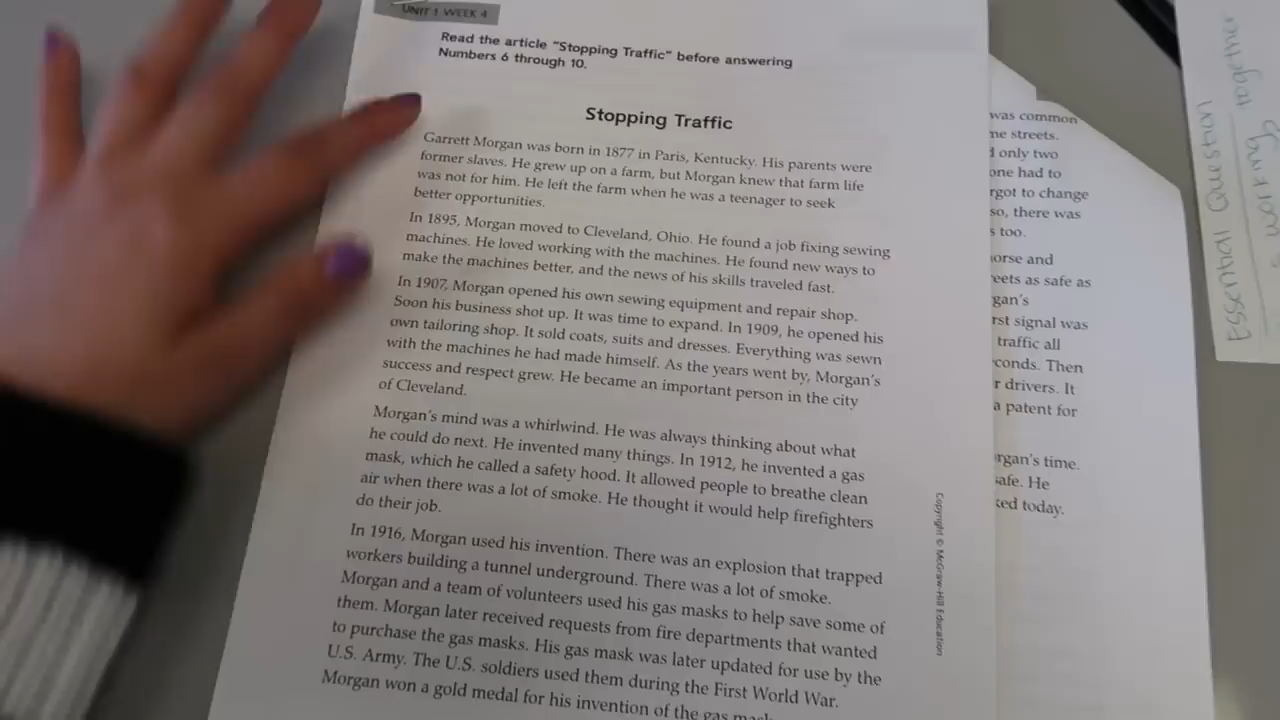 UNIT 1 WEEK 4
Read the article "Stopping Traffic" before answering
Numbers 6 through 10.
Stopping Traffic
Garrett Morgan was born in 1877 in Paris, Kentucky. His parents were
former slaves. He grew up on a farm, but Morgan knew that farm life
was not for him. He left the farm when he was a teenager to seek
better opportunities.
In 1895, Morgan moved to Cleveland, Ohio. He found a job fixing sewing
machines. He loved working with the machines. He found new ways to
make the machines better, and the news of his skills traveled fast.
In 1907, Morgan opened his own sewing equipment and repair shop.
Soon his business shot up. It was time to expand. In 1909, he opened his
own tailoring shop. It sold coats, suits and dresses. Everything was sewn
with the machines he had made himself. As the years went by, Morgan's
success and respect grew. He became an important person in the city
of Cleveland.
Morgan's mind was a whirlwind. He was always thinking about what
he could do next. He invented many things. In 1912, he invented a gas
mask, which he called a safety hood. It allowed people to breathe clean
air when there was a lot of smoke. He thought it would help firefighters
do their job.
In 1916, Morgan used his invention. There was an explosion that trapped
workers building a tunnel underground. There was a lot of smoke.
Morgan and a team of volunteers used his gas masks to help save some of
them. Morgan later received requests from fire departments that wanted
to purchase the gas masks. His gas mask was later updated for use by the
U.S. Army. The U.S. soldiers used them during the First World War.
Morgan won a gold medal for his invention of the gas mask
Copyright © McGraw-Hill Education
was common
ne streets.
d only two
one had to
rgot to change
so, there was
s too.
orse and
eets as safe as
gan's
rst signal was
traffic all
conds. Then
r drivers. It
a patent for
rgan's time.
safe. He
ked today.
Essential Question
working together